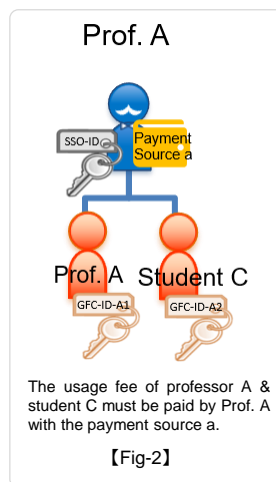 Prof. A
SSO-ID
Payment
Source a
Prof. A
Student C
GFC-ID-A1
GFC-ID-A2
The usage fee of professor A &
student C must be paid by Prof. A
with the payment source a.
【Fig-2】